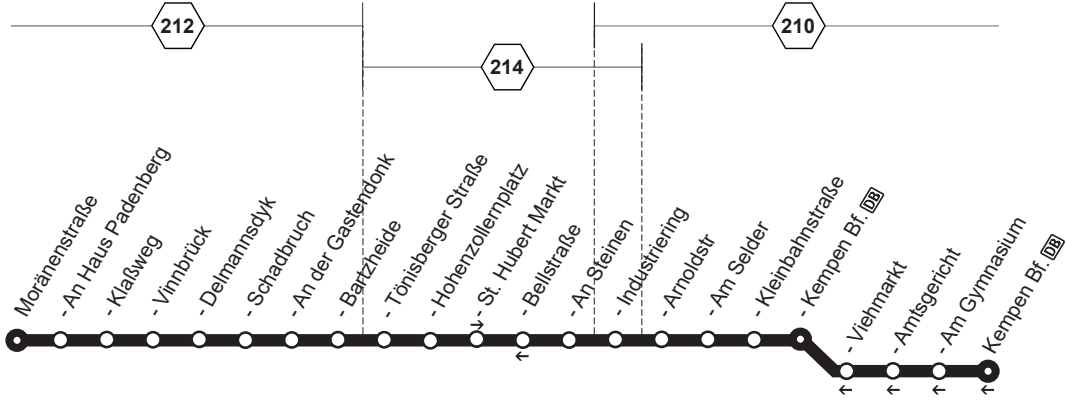 212
210
214
Moränenstraße
- An Haus Padenberg
- Klaßweg
- Vinnbrück
- Delmannsdyk
- Schadbruch
- An der Gastendonk
- Bartzheide
- Tönisberger Straße
- Hohenzollernplatz
- St. Hubert Markt
- Bellstraße
- An Steinen
- Industriering
- Arnoldstr
- Am Selder
- Kleinbahnstraße
- Kempen Bf. DB
- Viehmarkt
- Amtsgericht
- Am Gymnasium
Kempen Bf. DB